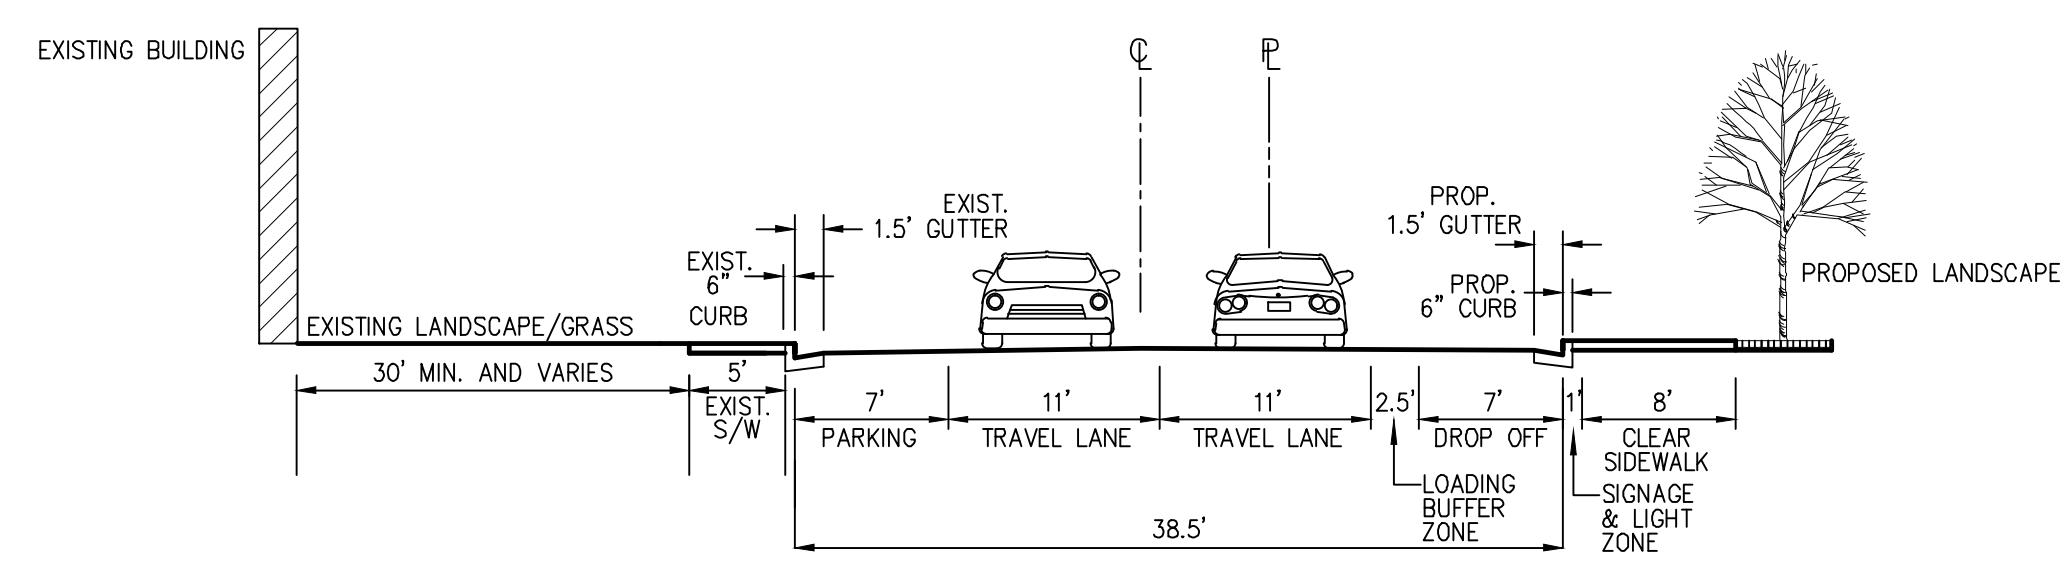 EXISTING BUILDING
CL
PL
EXIST.
1.5' GUTTER
PROP.
1.5' GUTTER
EXIST.
6"
CURB
PROP.
6" CURB
PROPOSED LANDSCAPE
EXISTING LANDSCAPE/GRASS
30' MIN. AND VARIES
5'
EXIST.
S/W
7'
PARKING
11'
TRAVEL LANE
11'
TRAVEL LANE
2.5'
LOADING
BUFFER
ZONE
7'
DROP OFF
1'
SIGNAGE
& LIGHT
ZONE
8'
CLEAR
SIDEWALK
38.5'